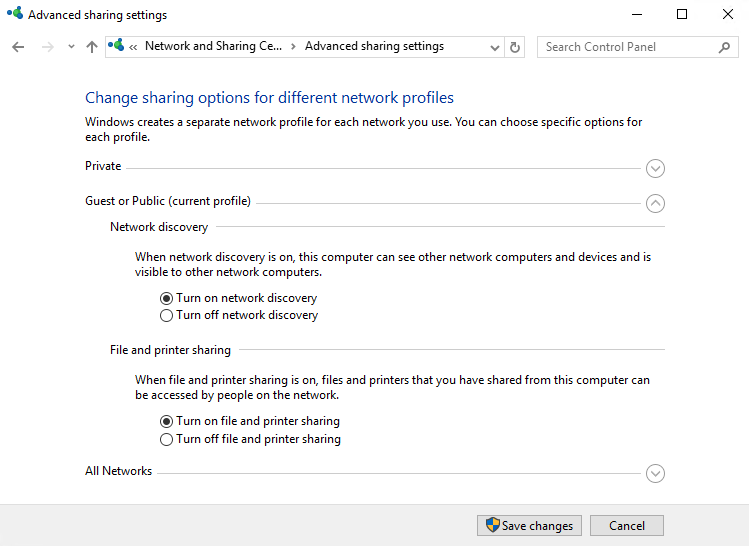 Advanced sharing settings
« Network and Sharing Ce... › Advanced sharing settings
Search Control Panel
Change sharing options for different network profiles
Windows creates a separate network profile for each network you use. You can choose specific options for
each profile.
Private
Guest or Public (current profile)
Network discovery
When network discovery is on, this computer can see other network computers and devices and is
visible to other network computers.
Turn on network discovery
Turn off network discovery
File and printer sharing
When file and printer sharing is on, files and printers that you have shared from this computer can
be accessed by people on the network.
Turn on file and printer sharing
Turn off file and printer sharing
All Networks
Save changes
Cancel